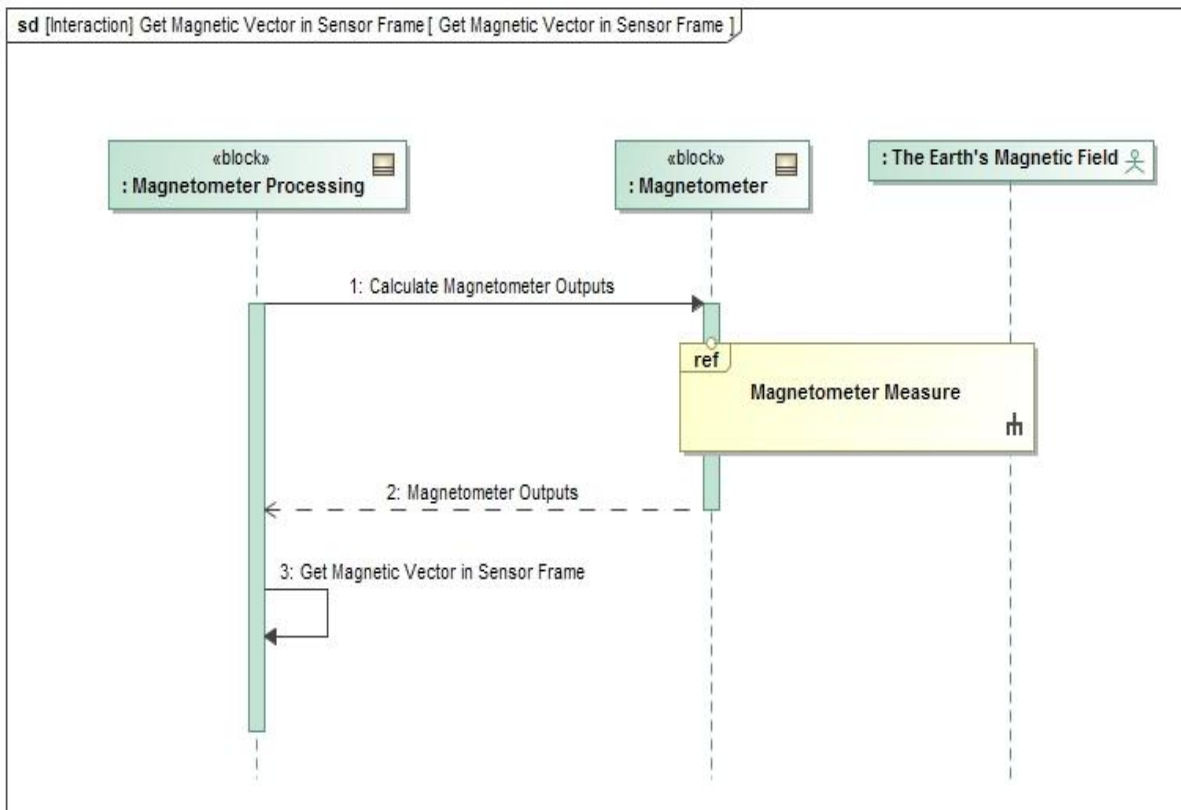 sd [Interaction] Get Magnetic Vector in Sensor Frame [ Get Magnetic Vector in Sensor Frame ]
«block»
: Magnetometer Processing
«block»
: Magnetometer
: The Earth's Magnetic Field
1: Calculate Magnetometer Outputs
ref
Magnetometer Measure
2: Magnetometer Outputs
3: Get Magnetic Vector in Sensor Frame